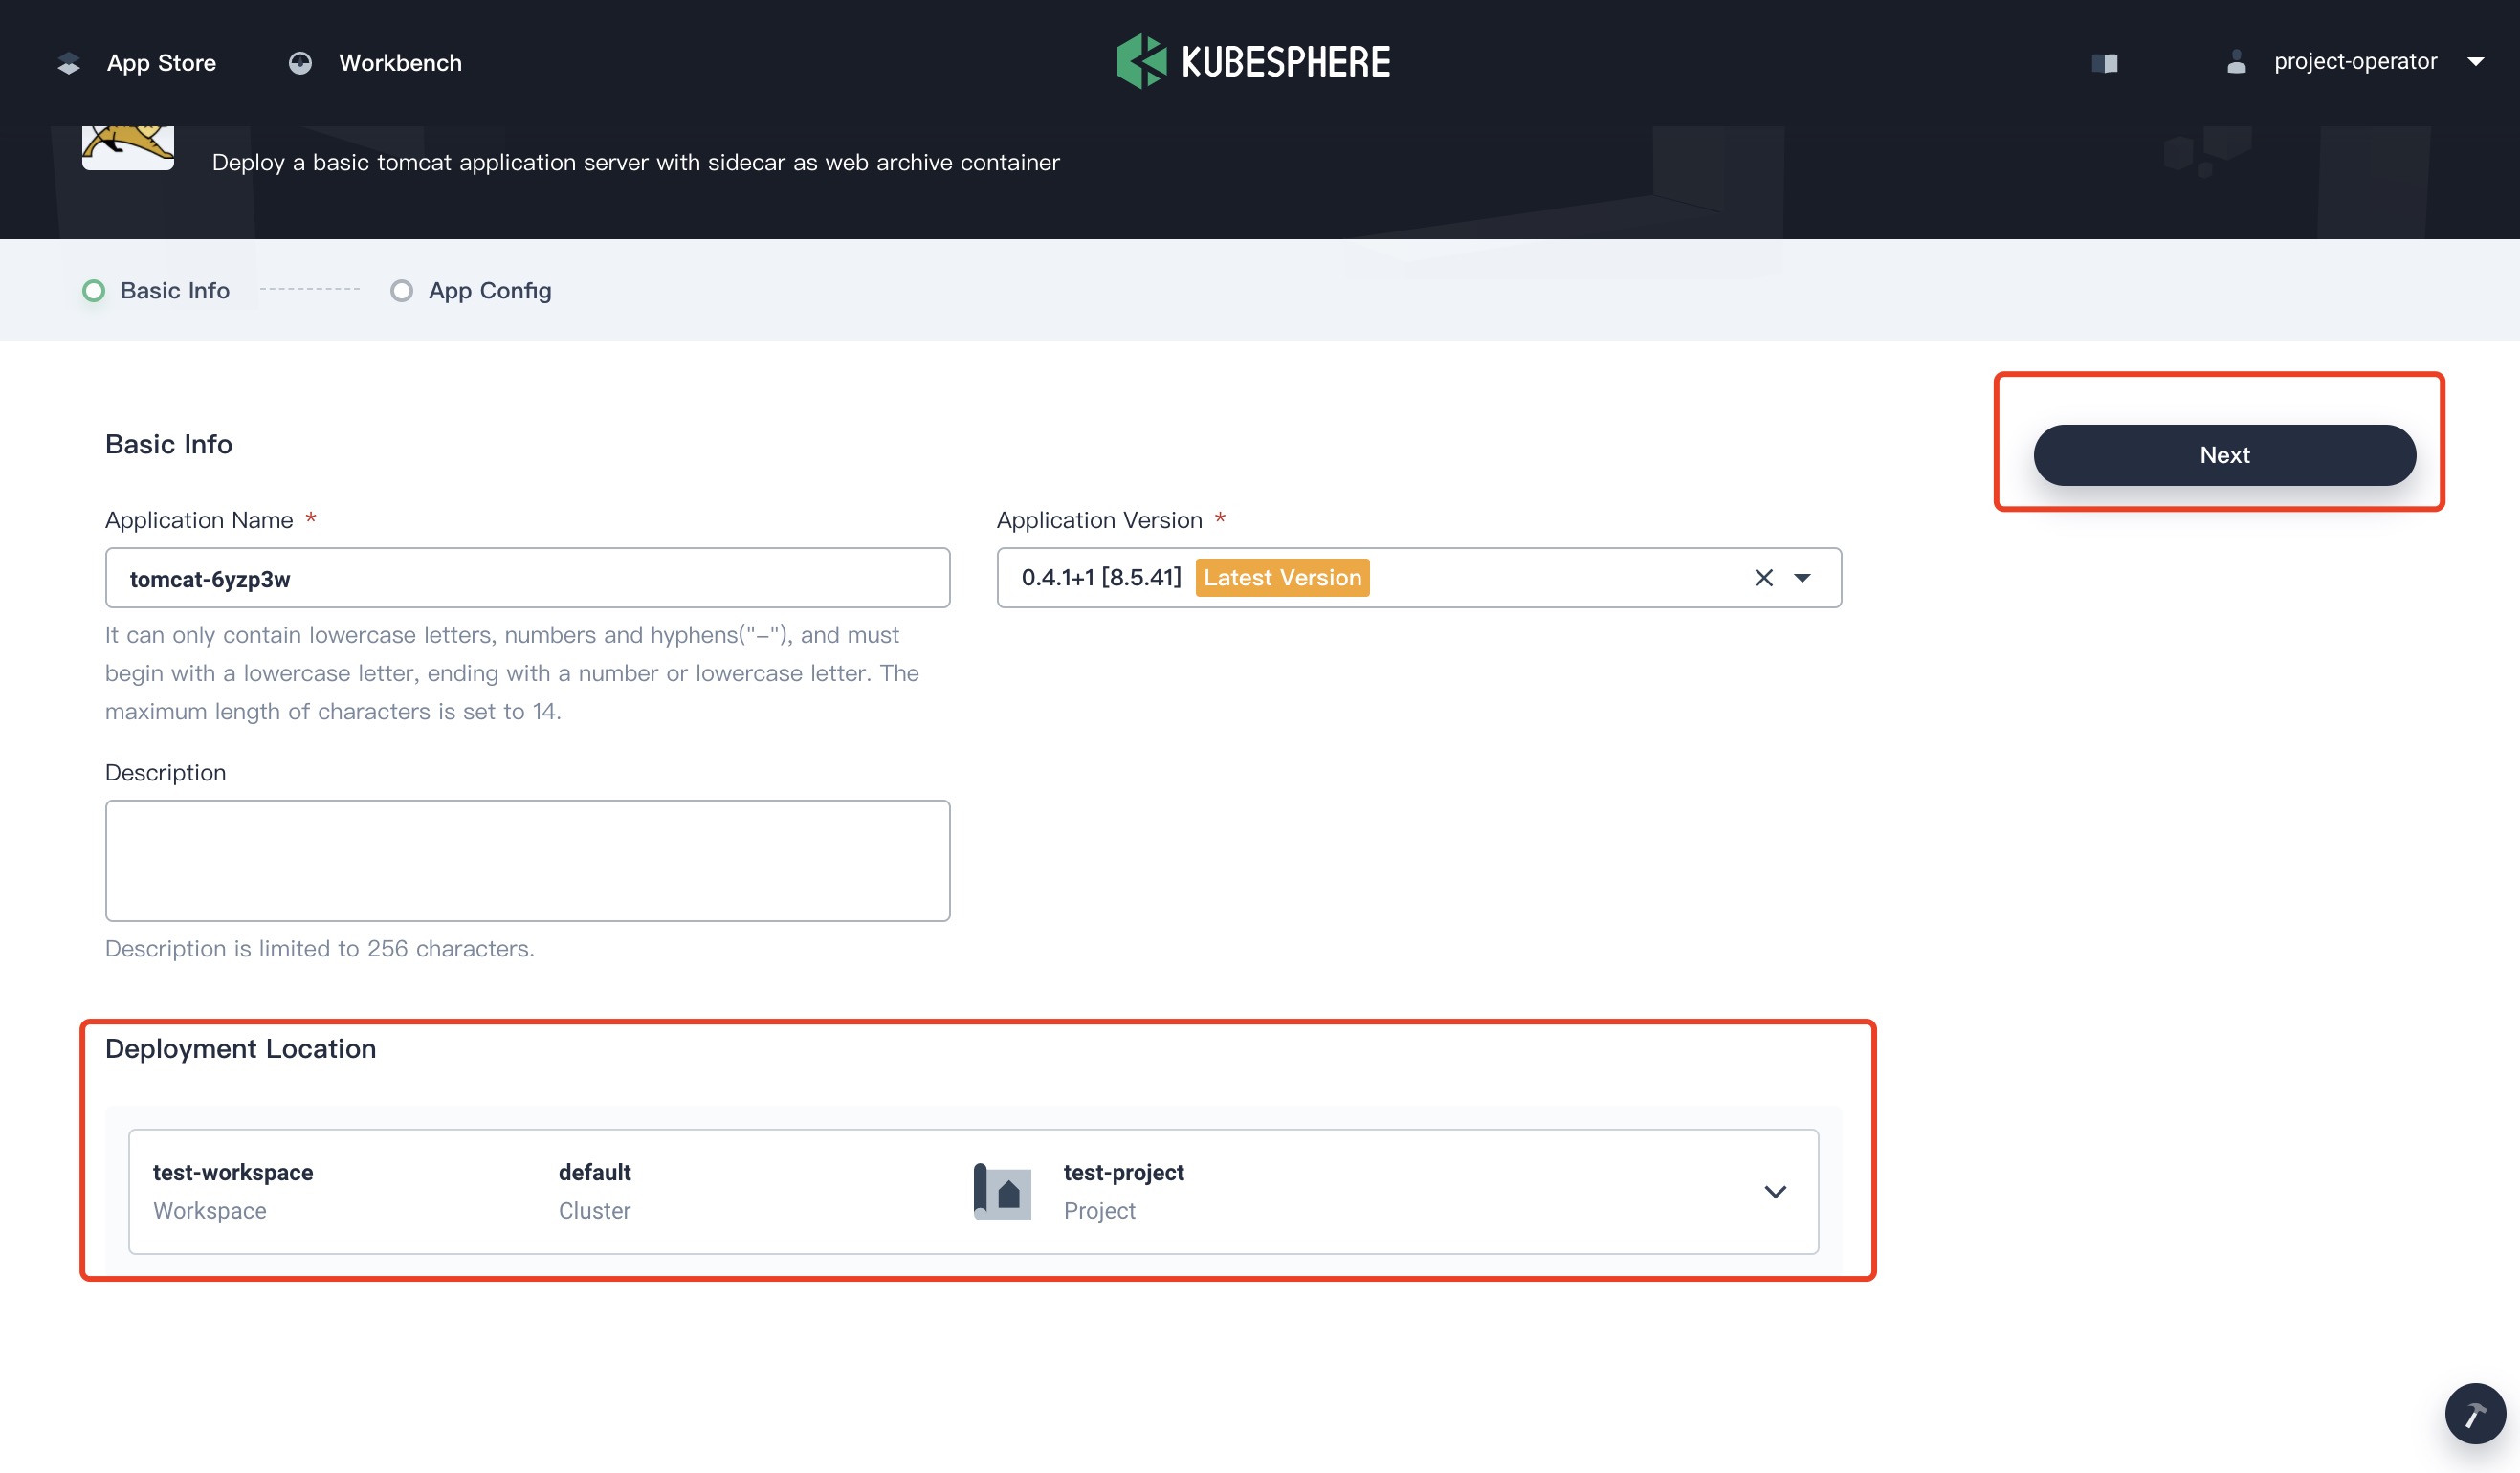 App Store
Workbench
KUBESPHERE
project-operator
Deploy a basic tomcat application server with sidecar as web archive container
Basic Info
App Config
Basic Info
Next
Application Name *
Application Version *
tomcat-6yzp3w
0.4.1+1 [8.5.41] Latest Version
It can only contain lowercase letters, numbers and hyphens("-"), and must
begin with a lowercase letter, ending with a number or lowercase letter. The
maximum length of characters is set to 14.
Description
Description is limited to 256 characters.
Deployment Location
test-workspace
Workspace
default
Cluster
test-project
Project